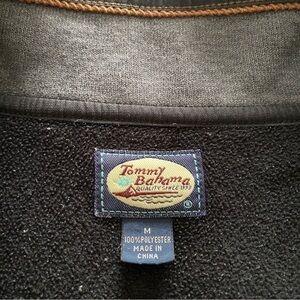 Tommy
Bahama
QUALITY SINCE 1993
®
M
100%POLYESTER
MADE IN
CHINA